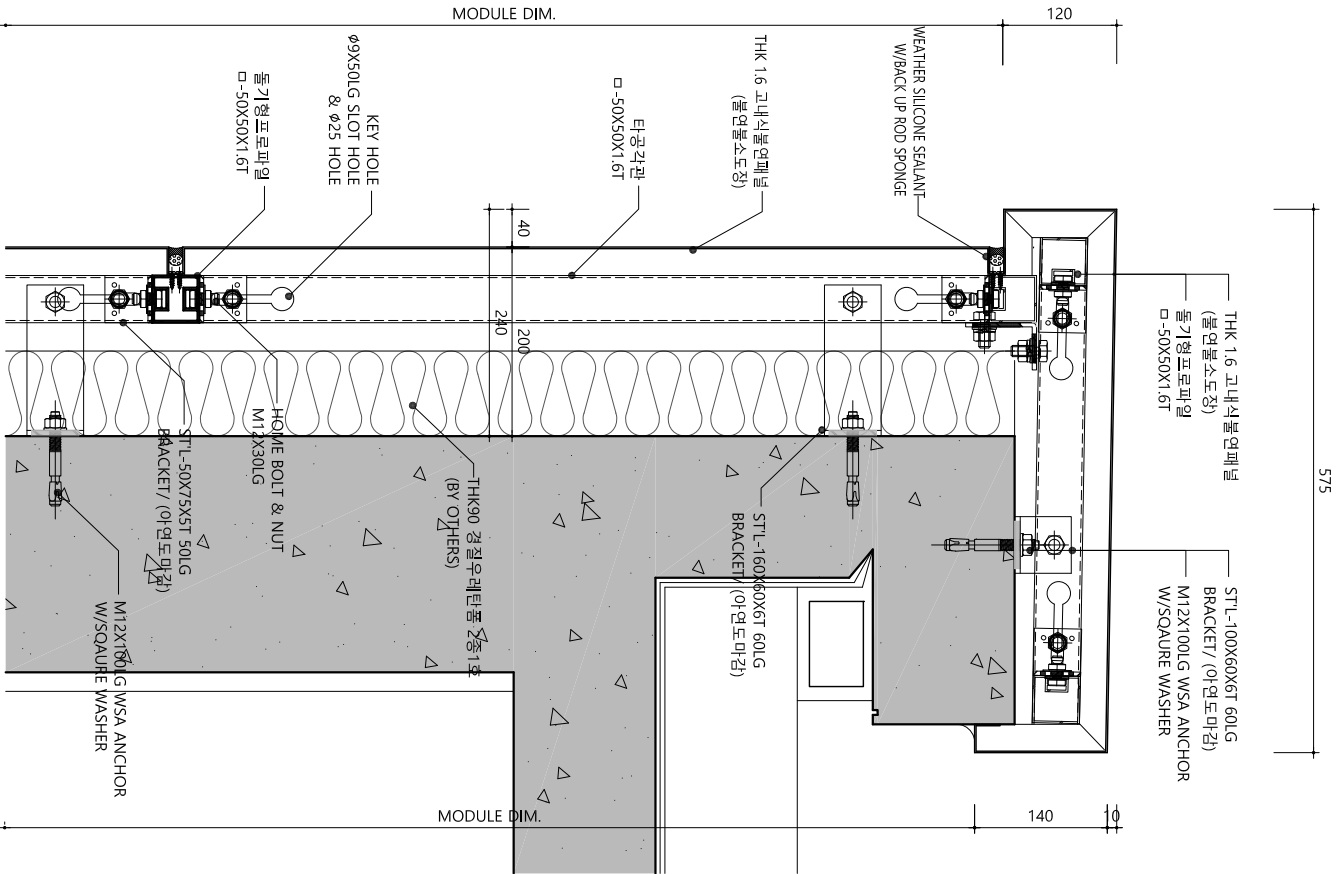 MODULE DIM.
120
KEY HOLE
Ø9X50LG SLOT HOLE
& Ø25 HOLE
돌기형프로파일
ㅁ-50X50X1.6T
타공각관
ㅁ-50X50X1.6T
THK 1.6 고내식불연패널
(불연불소도장)
WEATHER SILICONE SEALANT
W/BACK UP ROD SPONGE
40
200
240
THK 1.6 고내식불연패널
(불연불소도장)
돌기형프로파일
ㅁ-50X50X1.6T
575
HOME BOLT & NUT
M12X30LG
ST'L-50X75X5T 50LG
BRACKET/ (아연도마감)
M12X100LG WSA ANCHOR
W/SQAURE WASHER
THK90 경질우레탄폼 2종1호
(BY OTHERS)
ST'L-160X60X6T 60LG
BRACKET/ (아연도마감)
ST'L-100X60X6T 60LG
BRACKET/ (아연도마감)
M12X100LG WSA ANCHOR
W/SQAURE WASHER
MODULE DIM.
140
10